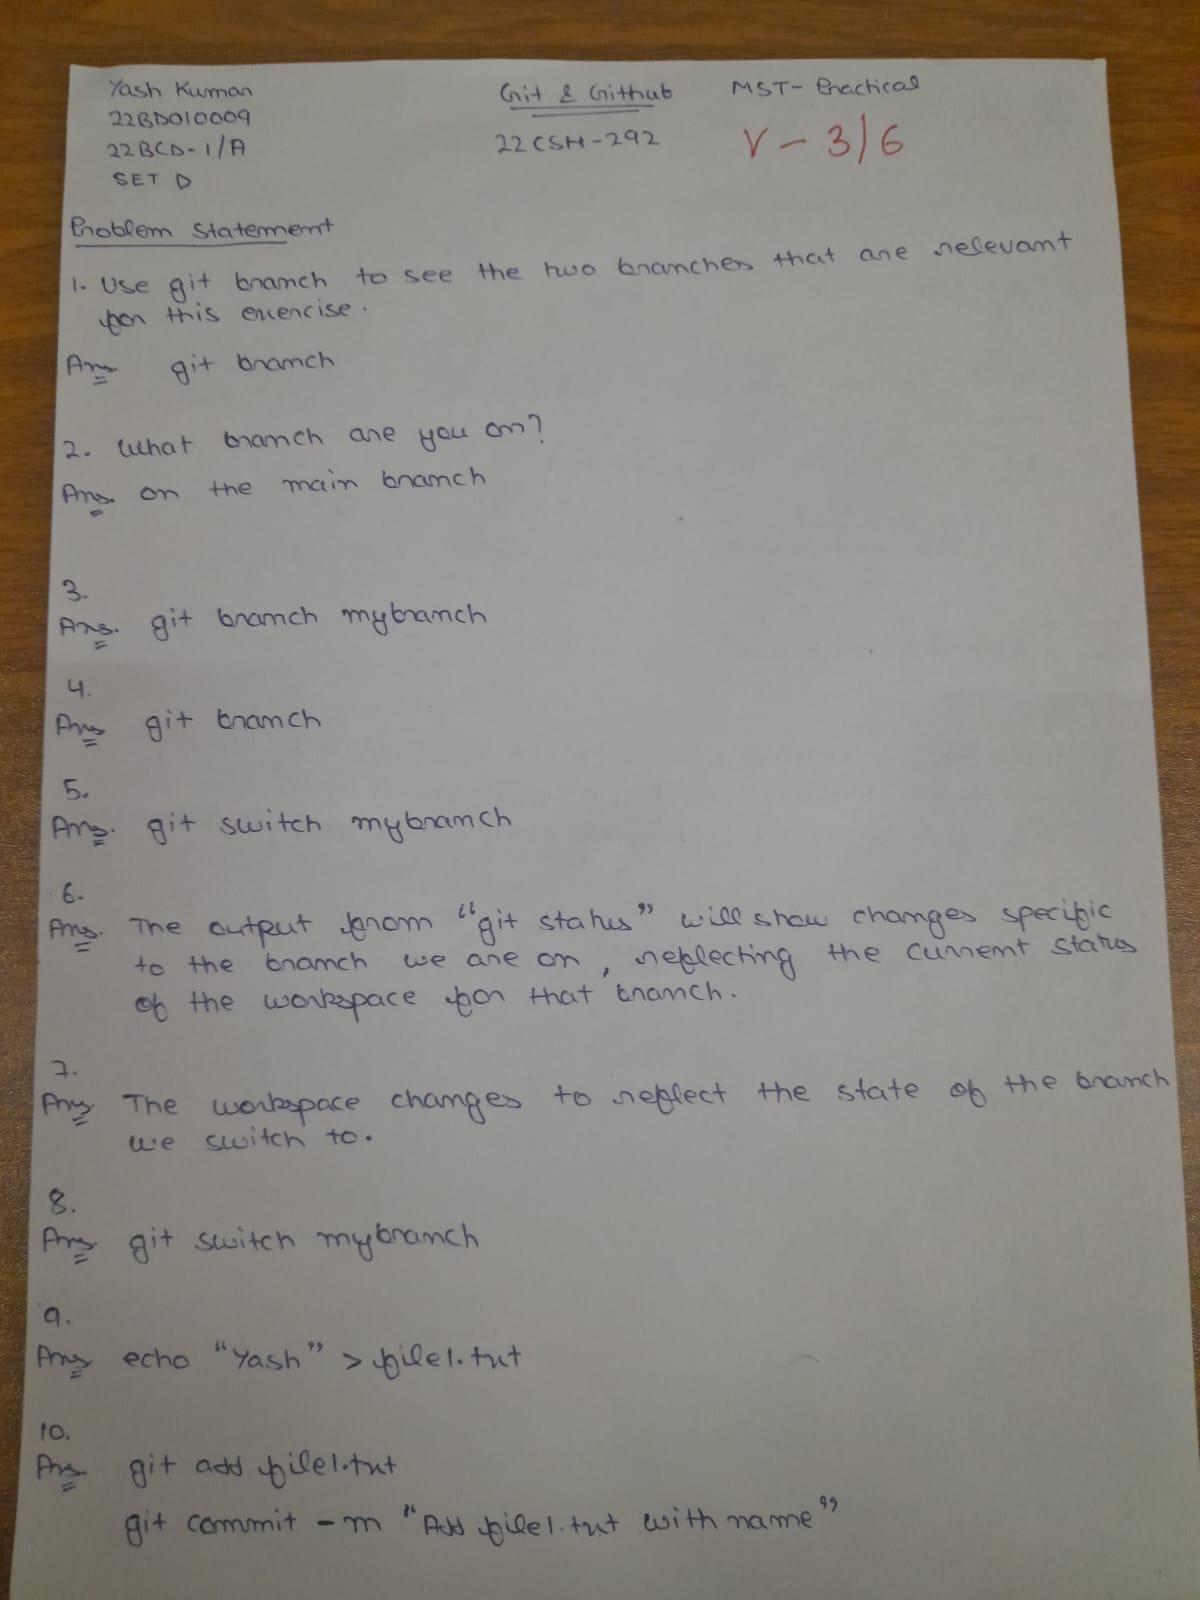 Yash Kumar
22BDO10009
22BCD-1/A
SET D
Git & Github
22CSH-292
MST- Practical
V - 3/6
Problem Statement
1. Use git branch to see the two branches that are relevant
for this exercise.
Ans git branch
2. What branch are you on?
Ans. on the main branch
3.
Ans. git branch mybranch
4.
Ans git branch
5.
Ans. git switch mybranch
6.
Ans. The output from "git status" will show changes specific
to the branch we are on, reflecting the current status
of the workspace for that branch.
7.
Ans The workspace changes to reflect the state of the branch
we switch to.
8.
Ans git switch mybranch
9.
Ans echo "Yash" > file1.txt
10.
Ans. git add file1.txt
git commit -m "Add file1.txt with name"